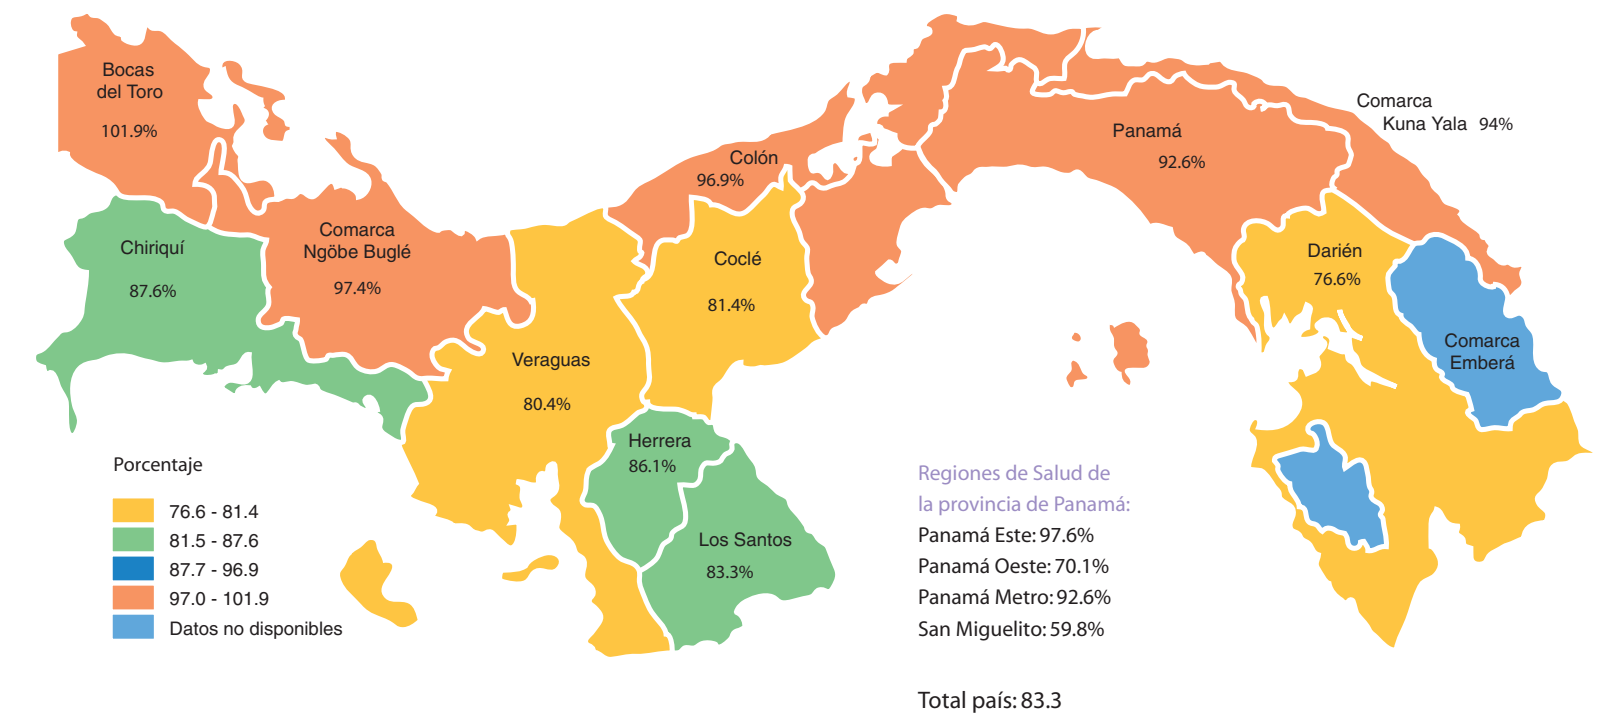 Bocas
del Toro
101.9%
Comarca
Kuna Yala 94%
Panamá
92.6%
Colón
96.9%
Chiriquí
87.6%
Comarca
Ngöbe Buglé
97.4%
Coclé
81.4%
Darién
76.6%
Comarca
Emberá
Veraguas
80.4%
Herrera
86.1%
Los Santos
83.3%
Porcentaje
76.6 - 81.4
81.5 - 87.6
87.7 - 96.9
97.0 - 101.9
Datos no disponibles
Regiones de Salud de
la provincia de Panamá:
Panamá Este: 97.6%
Panamá Oeste: 70.1%
Panamá Metro: 92.6%
San Miguelito: 59.8%
Total país: 83.3